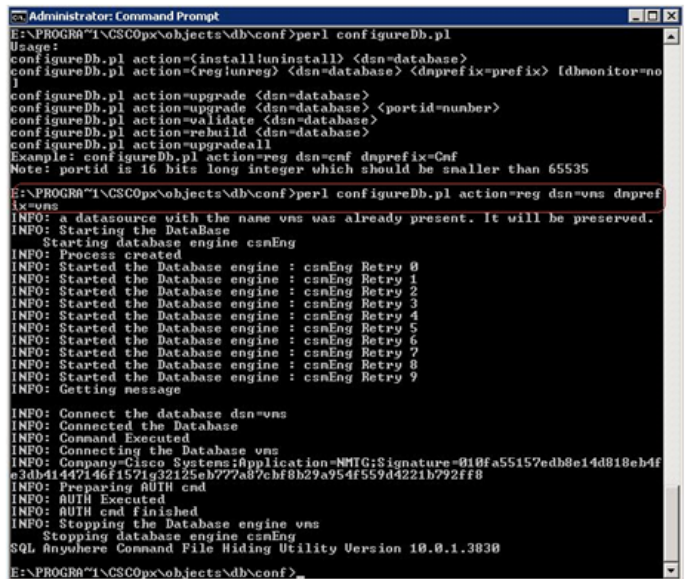 Administrator: Command Prompt
E:\PROGRA~1\CSCOpx\objects\db\conf>perl configureDb.pl
Usage:
configureDb.pl action={install|uninstall} <dsn=database>
configureDb.pl action={reg|unreg} <dsn=database> <dmprefix=prefix> [dbmonitor=no
]
configureDb.pl action=upgrade <dsn=database>
configureDb.pl action=upgrade <dsn=database> <portid=number>
configureDb.pl action=validate <dsn=database>
configureDb.pl action=rebuild <dsn=database>
configureDb.pl action=upgradeall
Example: configureDb.pl action=reg dsn=cmf dmprefix=Cmf
Note: portid is 16 bits long integer which should be smaller than 65535
E:\PROGRA~1\CSCOpx\objects\db\conf>perl configureDb.pl action=reg dsn=vms dmpref
ix=vms
INFO: a datasource with the name vms was already present. It will be preserved.
INFO: Starting the DataBase
Starting database engine csmEng
INFO: Process created
INFO: Started the Database engine : csmEng Retry 0
INFO: Started the Database engine : csmEng Retry 1
INFO: Started the Database engine : csmEng Retry 2
INFO: Started the Database engine : csmEng Retry 3
INFO: Started the Database engine : csmEng Retry 4
INFO: Started the Database engine : csmEng Retry 5
INFO: Started the Database engine : csmEng Retry 6
INFO: Started the Database engine : csmEng Retry 7
INFO: Started the Database engine : csmEng Retry 8
INFO: Started the Database engine : csmEng Retry 9
INFO: Getting message
INFO: Connect the database dsn=vms
INFO: Connected the Database
INFO: Command Executed
INFO: Connecting the Database vms
INFO: Company=Cisco Systems;Application=NMTG;Signature=010fa55157edb8e14d818eb4f
e3db41447146f1571g32125eb777a87cbf8b29a954f559d4221b792ff8
INFO: Preparing AUTH cmd
INFO: AUTH Executed
INFO: AUTH cmd finished
INFO: Stopping the Database engine vms
Stopping database engine csmEng
SQL Anywhere Command File Hiding Utility Version 10.0.1.3830
E:\PROGRA~1\CSCOpx\objects\db\conf>_